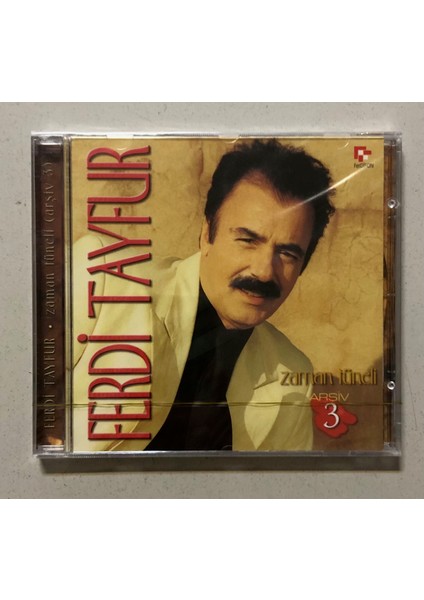 FERDİ TAYFUR • zaman tüneli (arşiv 3)
FERDİ TAYFUR
zaman tüneli
ARŞİV
3